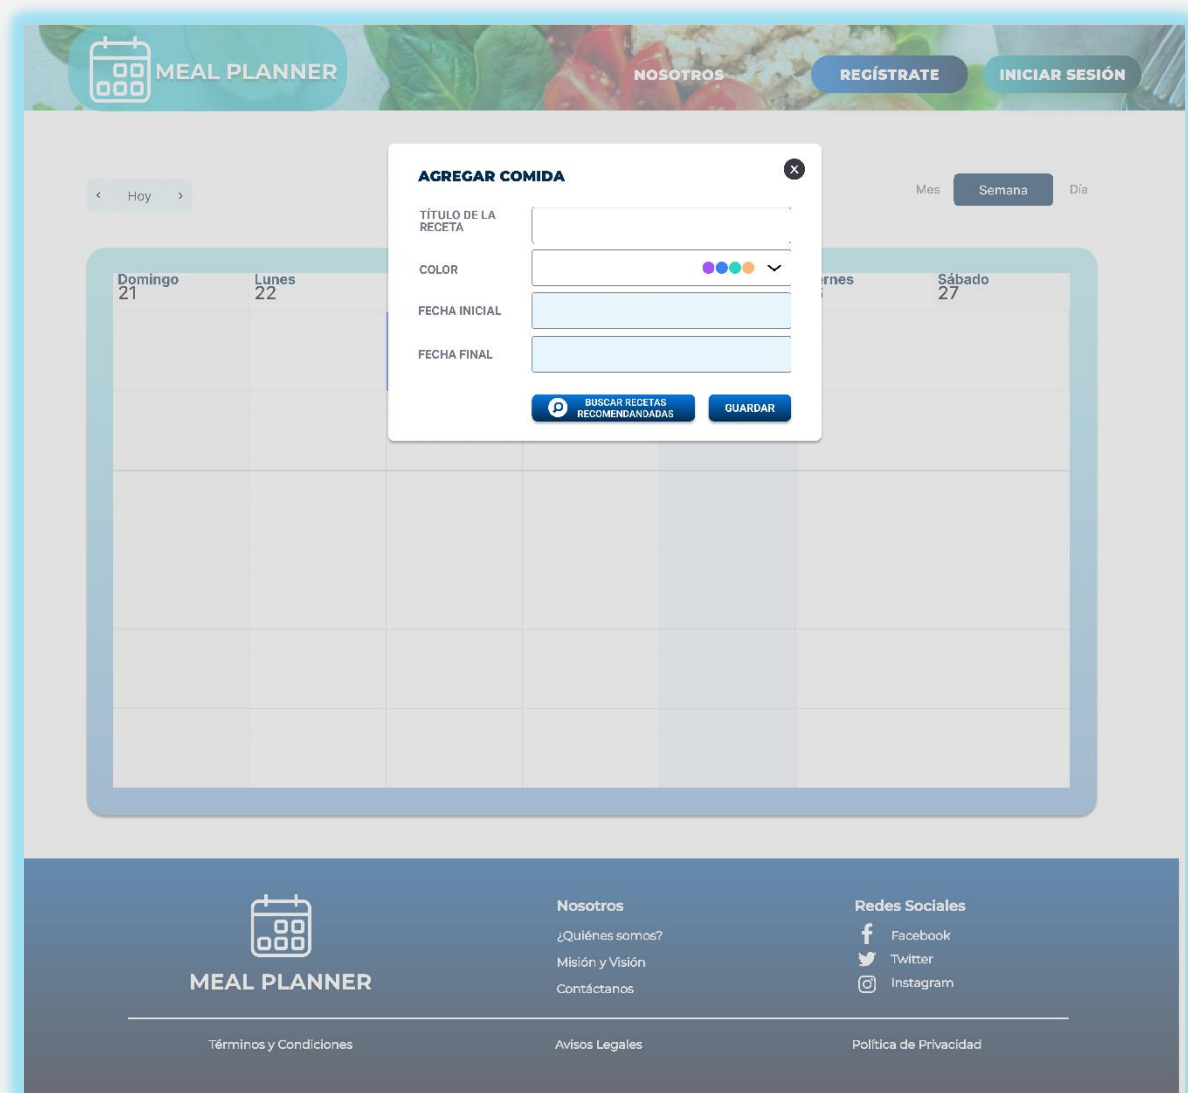 MEAL PLANNER
NOSOTROS
REGÍSTRATE
INICIAR SESIÓN
AGREGAR COMIDA
X
Hoy
Mes
Semana
Día
TÍTULO DE LA
RECETA
COLOR
FECHA INICIAL
FECHA FINAL
BUSCAR RECETAS
RECOMENDANDADAS
GUARDAR
Domingo
21
Lunes
22
rnes
Sábado
27
MEAL PLANNER
Nosotros
¿Quiénes somos?
Misión y Visión
Contáctanos
Redes Sociales
Facebook
Twitter
Instagram
Términos y Condiciones
Avisos Legales
Política de Privacidad